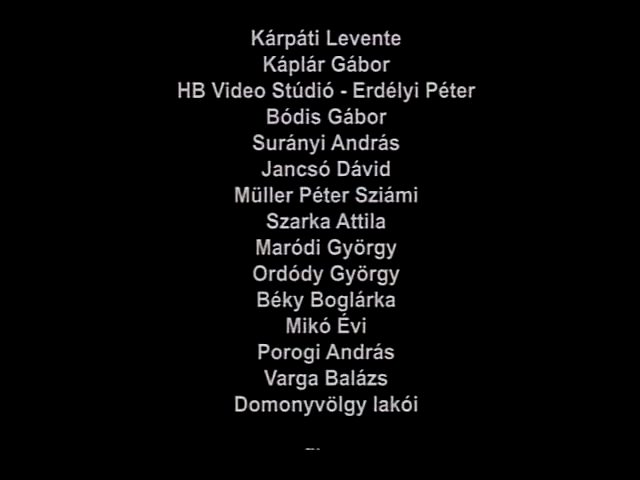 Kárpáti Levente
Káplár Gábor
HB Video Stúdió - Erdélyi Péter
Bódis Gábor
Surányi András
Jancsó Dávid
Müller Péter Sziámi
Szarka Attila
Maródi György
Ordódy György
Béky Boglárka
Mikó Évi
Porogi András
Varga Balázs
Domonyvölgy lakói